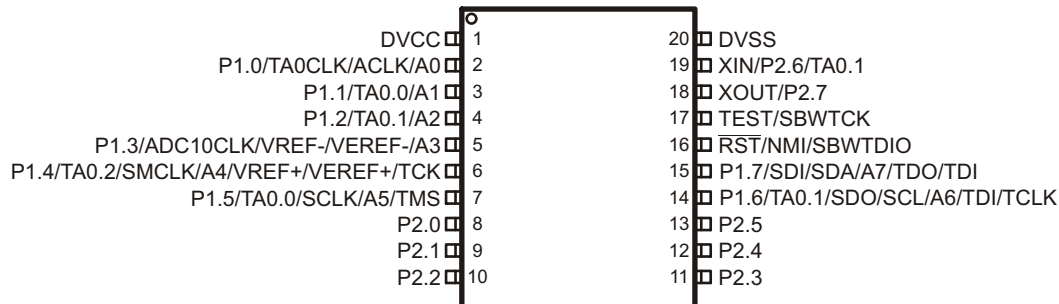 DVCC 1 20 DVSS
P1.0/TA0CLK/ACLK/A0 2 19 XIN/P2.6/TA0.1
P1.1/TA0.0/A1 3 18 XOUT/P2.7
P1.2/TA0.1/A2 4 17 TEST/SBWTCK
P1.3/ADC10CLK/VREF-/VEREF-/A3 5 16 RST/NMI/SBWTDIO
P1.4/TA0.2/SMCLK/A4/VREF+/VEREF+/TCK 6 15 P1.7/SDI/SDA/A7/TDO/TDI
P1.5/TA0.0/SCLK/A5/TMS 7 14 P1.6/TA0.1/SDO/SCL/A6/TDI/TCLK
P2.0 8 13 P2.5
P2.1 9 12 P2.4
P2.2 10 11 P2.3